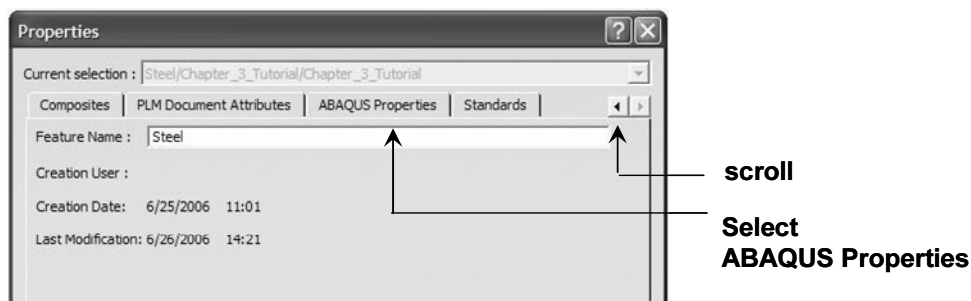 Properties
Current selection : Steel/Chapter_3_Tutorial/Chapter_3_Tutorial
Composites PLM Document Attributes ABAQUS Properties Standards
Feature Name : Steel
Creation User :
Creation Date: 6/25/2006 11:01
Last Modification: 6/26/2006 14:21
scroll
Select
ABAQUS Properties